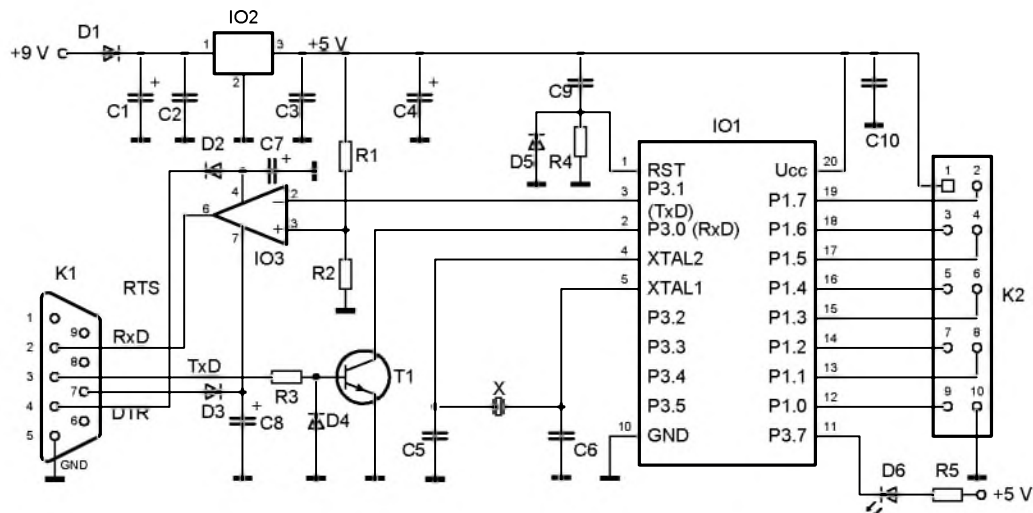 IO2
D1
+9 V
1
3
+5 V
2
+
C1
C2
C3
+
C4
C9
IO1
C10
D2
C7
+
R1
D5
R4
1 RST
Ucc 20
3 P3.1
(TxD)
P1.7 19
2 P3.0 (RxD)
P1.6 18
4 XTAL2
P1.5 17
5 XTAL1
P1.4 16
P3.2
P1.3 15
P3.3
P1.2 14
P3.4
P1.1 13
P3.5
P1.0 12
10 GND
P3.7 11
1 2
3 4
5 6
7 8
9 10
K2
4
6
7
−
2
+
3
IO3
R2
K1
RTS
1
9
RxD
2
8
TxD
3
7
D3
4
DTR
6
5
GND
+
C8
R3
D4
T1
X
C5
C6
D6
R5
+5 V